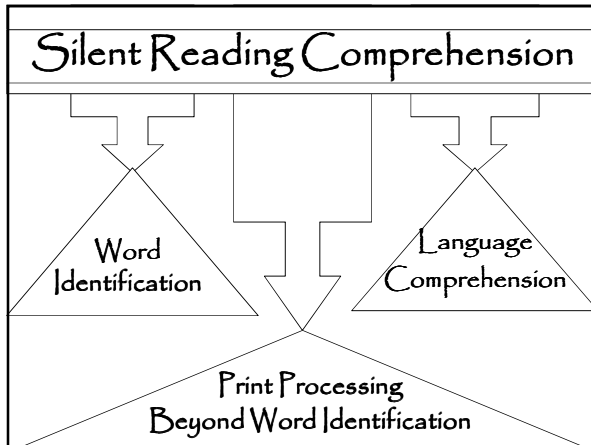 Silent Reading Comprehension
Word
Identification
Language
Comprehension
Print Processing
Beyond Word Identification